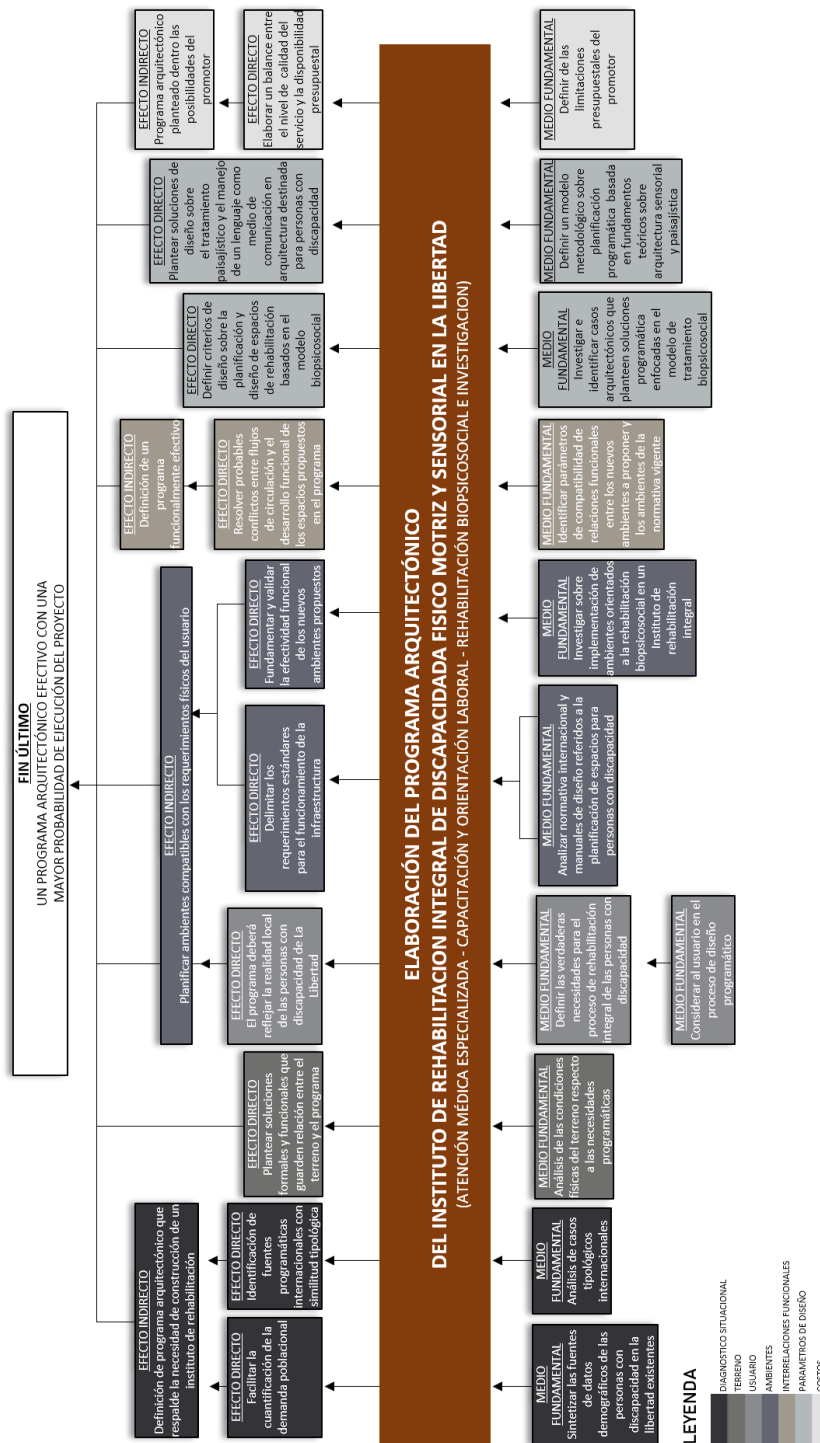 FIN ÚLTIMO
UN PROGRAMA ARQUITECTÓNICO EFECTIVO CON UNA
MAYOR PROBABILIDAD DE EJECUCIÓN DEL PROYECTO
EFECTO INDIRECTO
Definición de programa arquitectónico que
respalde la necesidad de construcción de un
instituto de rehabilitación
EFECTO INDIRECTO
Planificar ambientes compatibles con los requerimientos físicos del usuario
EFECTO INDIRECTO
Definición de un
programa
funcionalmente efectivo
EFECTO INDIRECTO
Programa arquitectónico
planteado dentro las
posibilidades del
promotor
EFECTO DIRECTO
Facilitar la
cuantificación de la
demanda poblacional
EFECTO DIRECTO
Identificación de
fuentes
programáticas
internacionales con
similitud tipológica
EFECTO DIRECTO
Plantear soluciones
formales y funcionales que
guarden relación entre el
terreno y el programa
EFECTO DIRECTO
El programa deberá
reflejar la realidad local
de las personas con
discapacidad de La
Libertad
EFECTO DIRECTO
Delimitar los
requerimientos estándares
para el funcionamiento de la
infraestructura
EFECTO DIRECTO
Fundamentar y validar
la efectividad funcional
de los nuevos
ambientes propuestos
EFECTO DIRECTO
Resolver probables
conflictos entre flujos
de circulación y el
desarrollo funcional de
los espacios propuestos
en el programa
EFECTO DIRECTO
Definir criterios de
diseño sobre la
planificación y
diseño de espacios
de rehabilitación
basados en el
modelo
biopsicosocial
EFECTO DIRECTO
Plantear soluciones de
diseño sobre
el tratamiento
paisajístico y el manejo
de un lenguaje como
medio de
comunicación en
arquitectura destinada
para personas con
discapacidad
EFECTO DIRECTO
Elaborar un balance entre
el nivel de calidad del
servicio y la disponibilidad
presupuestal
ELABORACIÓN DEL PROGRAMA ARQUITECTÓNICO
DEL INSTITUTO DE REHABILITACION INTEGRAL DE DISCAPACIDADA FISICO MOTRIZ Y SENSORIAL EN LA LIBERTAD
(ATENCIÓN MÉDICA ESPECIALIZADA - CAPACITACIÓN Y ORIENTACIÓN LABORAL - REHABILITACIÓN BIOPSICOSOCIAL E INVESTIGACION)
MEDIO
FUNDAMENTAL
Sintetizar las fuentes
de datos
demográficos de las
personas con
discapacidad en la
libertad existentes
MEDIO
FUNDAMENTAL
Análisis de casos
tipológicos
internacionales
MEDIO FUNDAMENTAL
Análisis de las condiciones
físicas del terreno respecto
a las necesidades
programáticas
MEDIO FUNDAMENTAL
Definir las verdaderas
necesidades para el
proceso de rehabilitación
integral de las personas con
discapacidad
MEDIO FUNDAMENTAL
Considerar al usuario en el
proceso de diseño
programático
MEDIO FUNDAMENTAL
Analizar normativa internacional y
manuales de diseño referidos a la
planificación de espacios para
personas con discapacidad
MEDIO
FUNDAMENTAL
Investigar sobre
implementación de
ambientes orientados
a la rehabilitación
biopsicosocial en un
Instituto de
rehabilitación
integral
MEDIO FUNDAMENTAL
Identificar parámetros
de compatibilidad de
relaciones funcionales
entre los nuevos
ambientes a proponer y
los ambientes de la
normativa vigente
MEDIO
FUNDAMENTAL
Investigar e
identificar casos
arquitectónicos que
planteen soluciones
programática
enfocadas en el
modelo de
tratamiento
biopsicosocial
MEDIO FUNDAMENTAL
Definir un modelo
metodológico sobre
planificación
programática basada
en fundamentos
teóricos sobre
arquitectura sensorial
y paisajística
MEDIO FUNDAMENTAL
Definir de las
limitaciones
presupuestales del
promotor
LEYENDA
DIAGNOSTICO SITUACIONAL
TERRENO
USUARIO
AMBIENTES
INTERRELACIONES FUNCIONALES
PARAMETROS DE DISEÑO
COSTOS